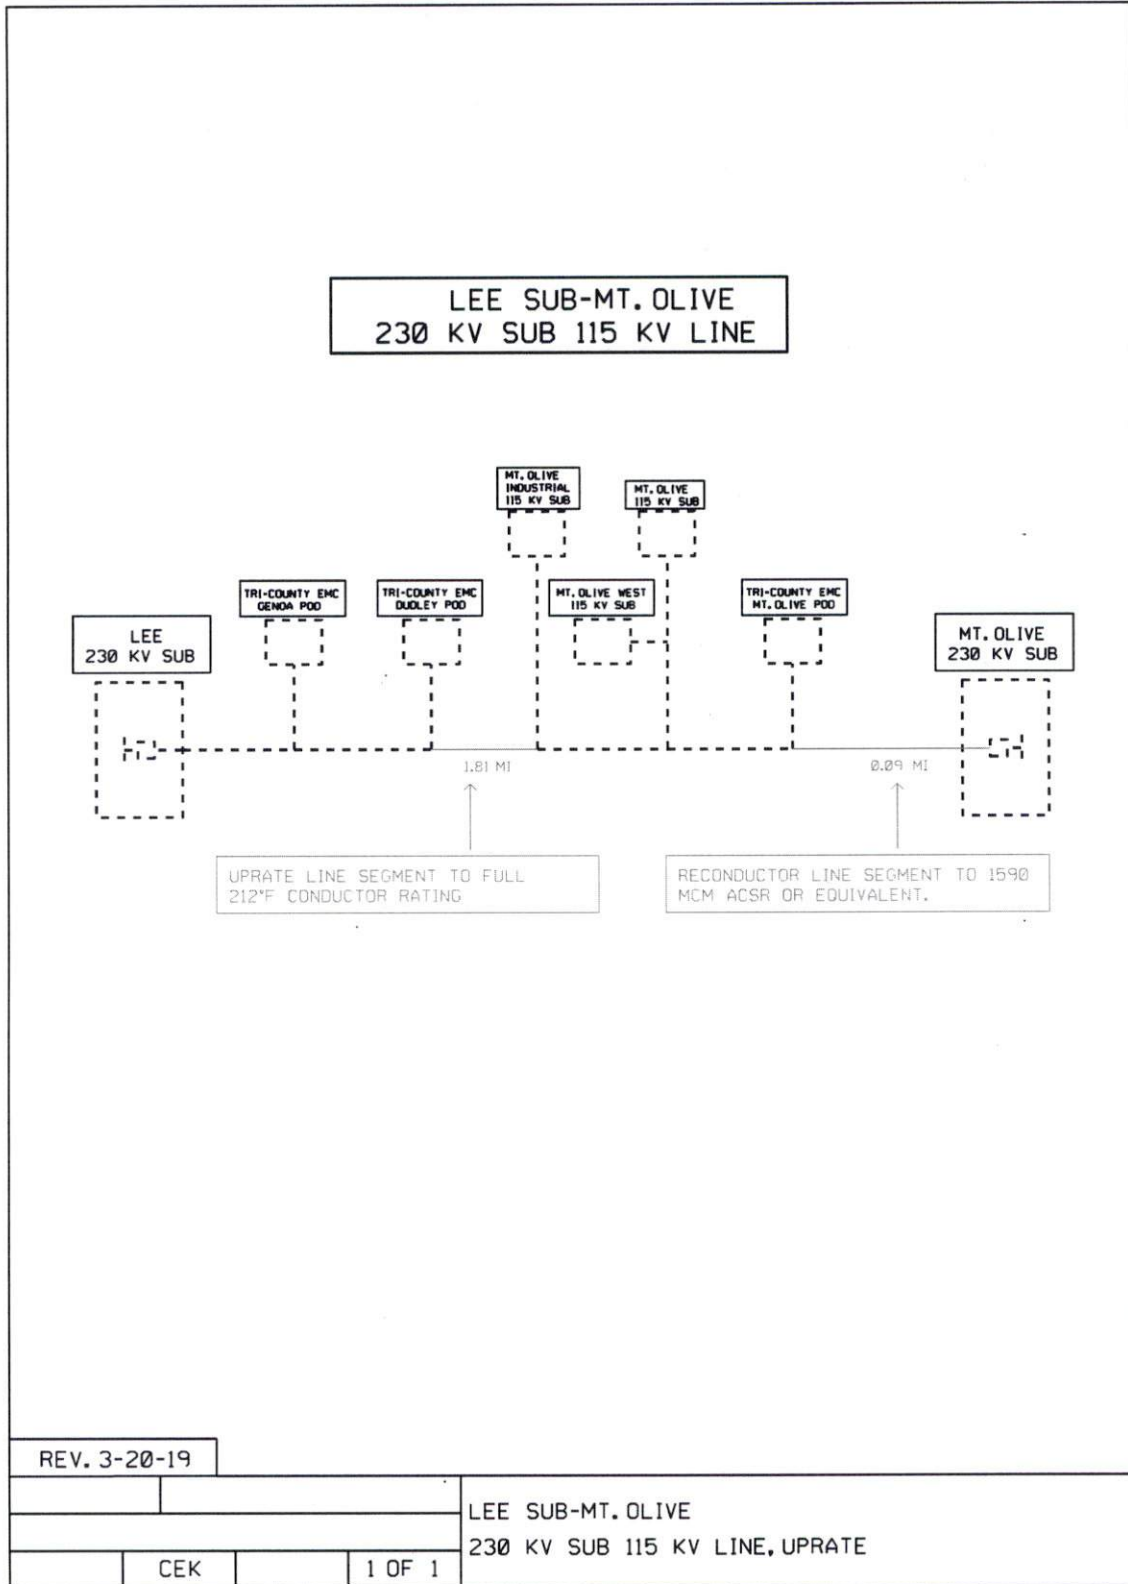 LEE SUB-MT. OLIVE
230 KV SUB 115 KV LINE
MT. OLIVE
INDUSTRIAL
115 KV SUB
MT. OLIVE
115 KV SUB
TRI-COUNTY EMC
GENOA POD
TRI-COUNTY EMC
DUDLEY POD
MT. OLIVE WEST
115 KV SUB
TRI-COUNTY EMC
MT. OLIVE POD
LEE
230 KV SUB
MT. OLIVE
230 KV SUB
1.81 MI
0.09 MI
UPRATE LINE SEGMENT TO FULL
212°F CONDUCTOR RATING
RECONDUCTOR LINE SEGMENT TO 1590
MCM ACSR OR EQUIVALENT.
REV. 3-20-19
LEE SUB-MT. OLIVE
230 KV SUB 115 KV LINE, UPRATE
CEK
1 OF 1